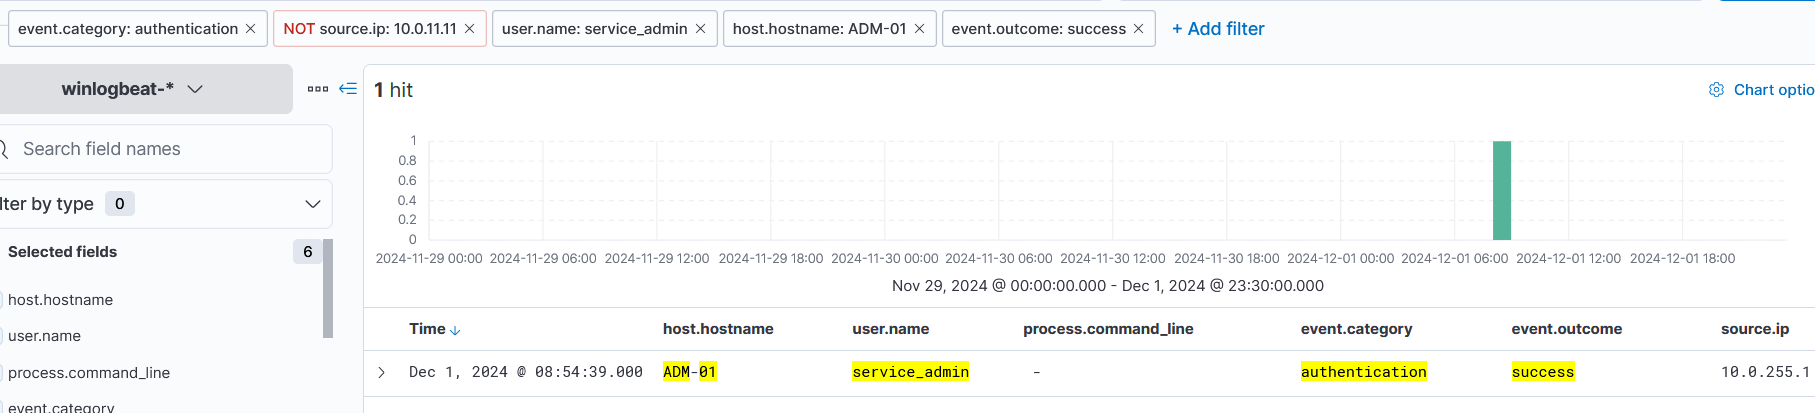 event.category: authentication × NOT source.ip: 10.0.11.11 × user.name: service_admin × host.hostname: ADM-01 × event.outcome: success × + Add filter
winlogbeat-*
1 hit
Chart optio
Search field names
lter by type 0
Selected fields 6
host.hostname
user.name
process.command_line
event.category
1
0.8
0.6
0.4
0.2
0
2024-11-29 00:00 2024-11-29 06:00 2024-11-29 12:00 2024-11-29 18:00 2024-11-30 00:00 2024-11-30 06:00 2024-11-30 12:00 2024-11-30 18:00 2024-12-01 00:00 2024-12-01 06:00 2024-12-01 12:00 2024-12-01 18:00
Nov 29, 2024 @ 00:00:00.000 - Dec 1, 2024 @ 23:30:00.000
Time ↓ host.hostname user.name process.command_line event.category event.outcome source.ip
Dec 1, 2024 @ 08:54:39.000 ADM-01 service_admin - authentication success 10.0.255.1